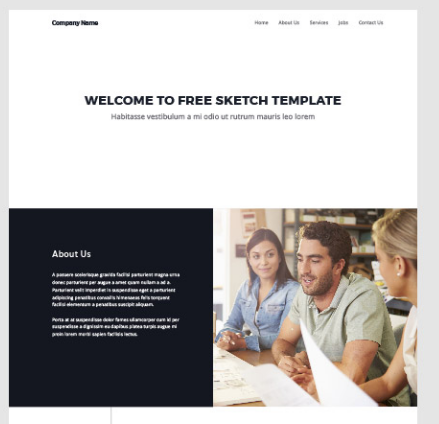 Company Name
Home About Us Services Jobs Contact Us
WELCOME TO FREE SKETCH TEMPLATE
Habitasse vestibulum a mi odio ut rutrum mauris leo lorem
About Us
A posuere scelerisque gravida facilisi parturient magna urna
donec parturient per augue a amet quam nullam a ad a.
Parturient velit imperdiet in suspendisse eget a parturient
adipiscing penatibus convallis himenaeos felis torquent
facilisi elementum a penatibus suscipit aliquam.
Porta at at suspendisse dolor fames ullamcorper cum id per
suspendisse a dignissim eu dapibus platea turpis augue mi
proin lorem morbi sapien facilisis lectus.